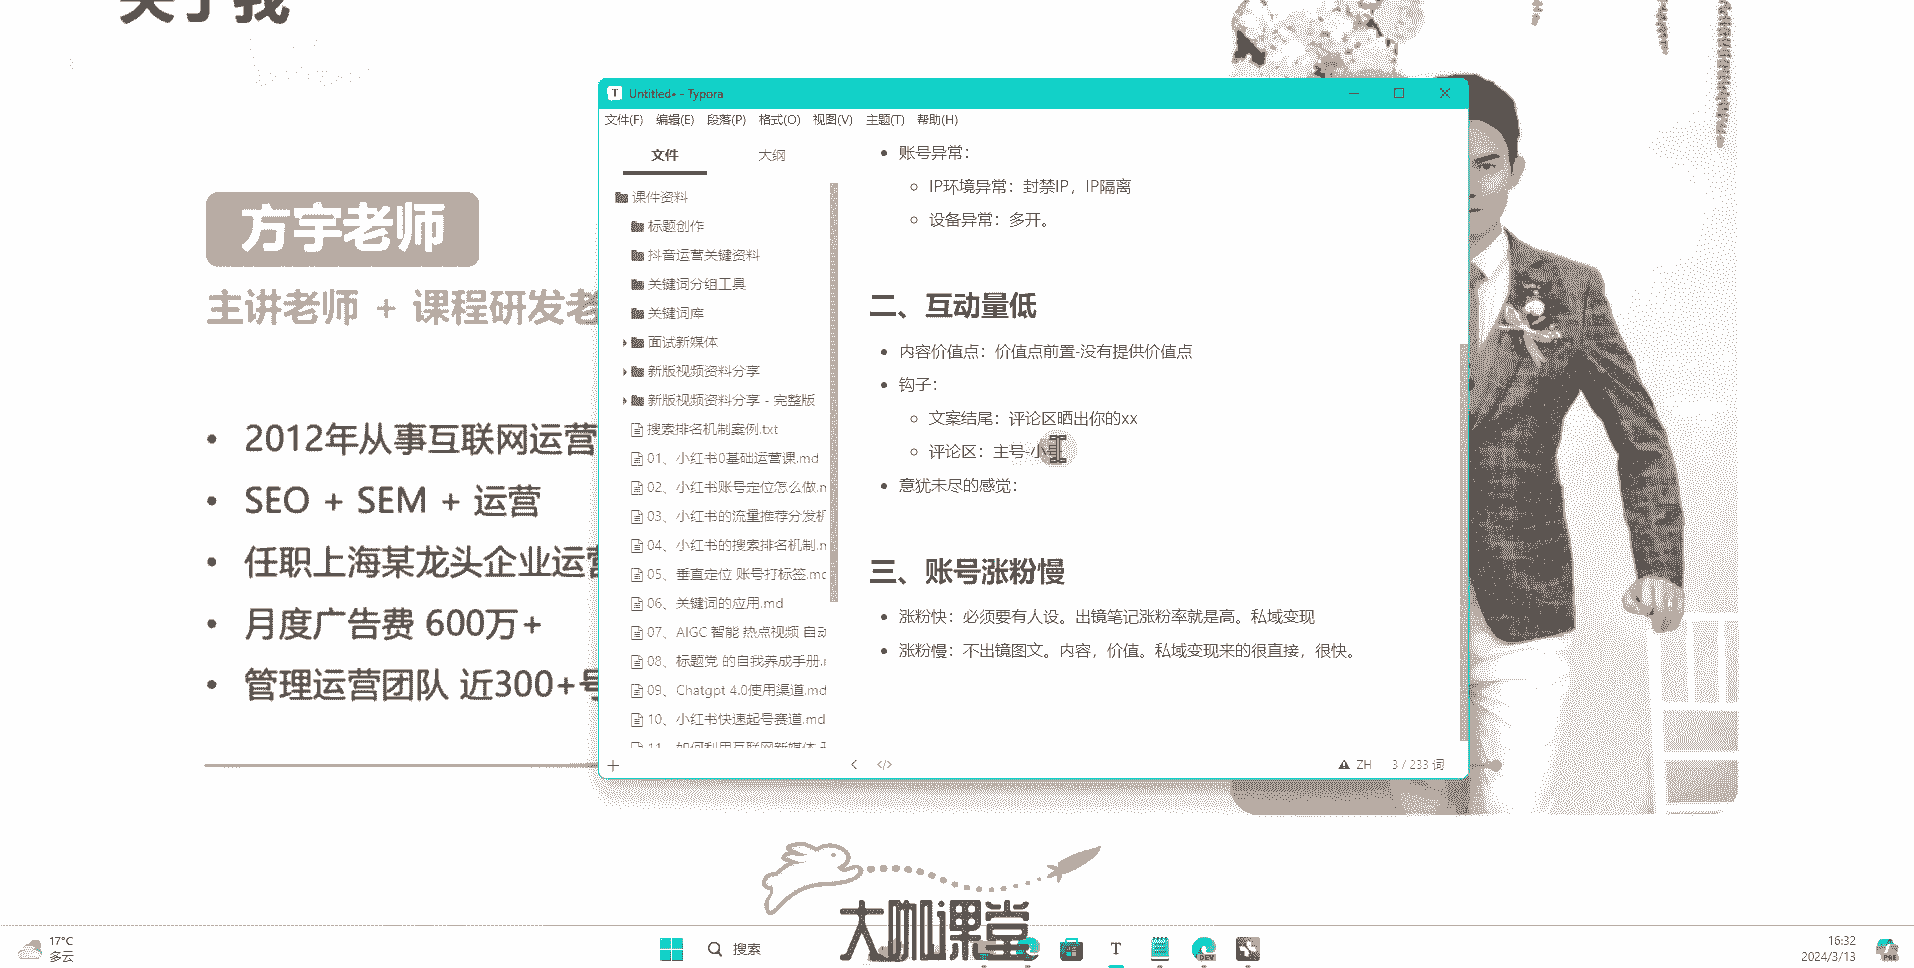 关于我
方宇老师
主讲老师 + 课程研发老
2012年从事互联网运营
SEO + SEM + 运营
任职上海某龙头企业运营
月度广告费 600万+
管理运营团队 近300+号
Untitled• - Typora
文件(F) 编辑(E) 段落(P) 格式(O) 视图(V) 主题(T) 帮助(H)
文件 大纲
课件资料
标题创作
抖音运营关键资料
关键词分组工具
关键词库
面试新媒体
新版视频资料分享
新版视频资料分享 - 完整版
搜索排名机制案例.txt
01、小红书0基础运营课.md
02、小红书账号定位怎么做.m
03、小红书的流量推荐分发机
04、小红书的搜索排名机制.m
05、垂直定位 账号打标签.md
06、关键词的应用.md
07、AIGC 智能 热点视频 自动
08、标题党 的自我养成手册.m
09、Chatgpt 4.0使用渠道.md
10、小红书快速起号赛道.md
11、如何利用互联网新媒体
账号异常：
IP环境异常：封禁IP，IP隔离
设备异常：多开。
二、互动量低
内容价值点：价值点前置-没有提供价值点
钩子：
文案结尾：评论区晒出你的xx
评论区：主号-小号
意犹未尽的感觉：
三、账号涨粉慢
涨粉快：必须要有人设。出镜笔记涨粉率就是高。私域变现
涨粉慢：不出镜图文。内容，价值。私域变现来的很直接，很快。
ZH 3 / 233 词
大咖课堂
17°C
多云
搜索
16:32
2024/3/13